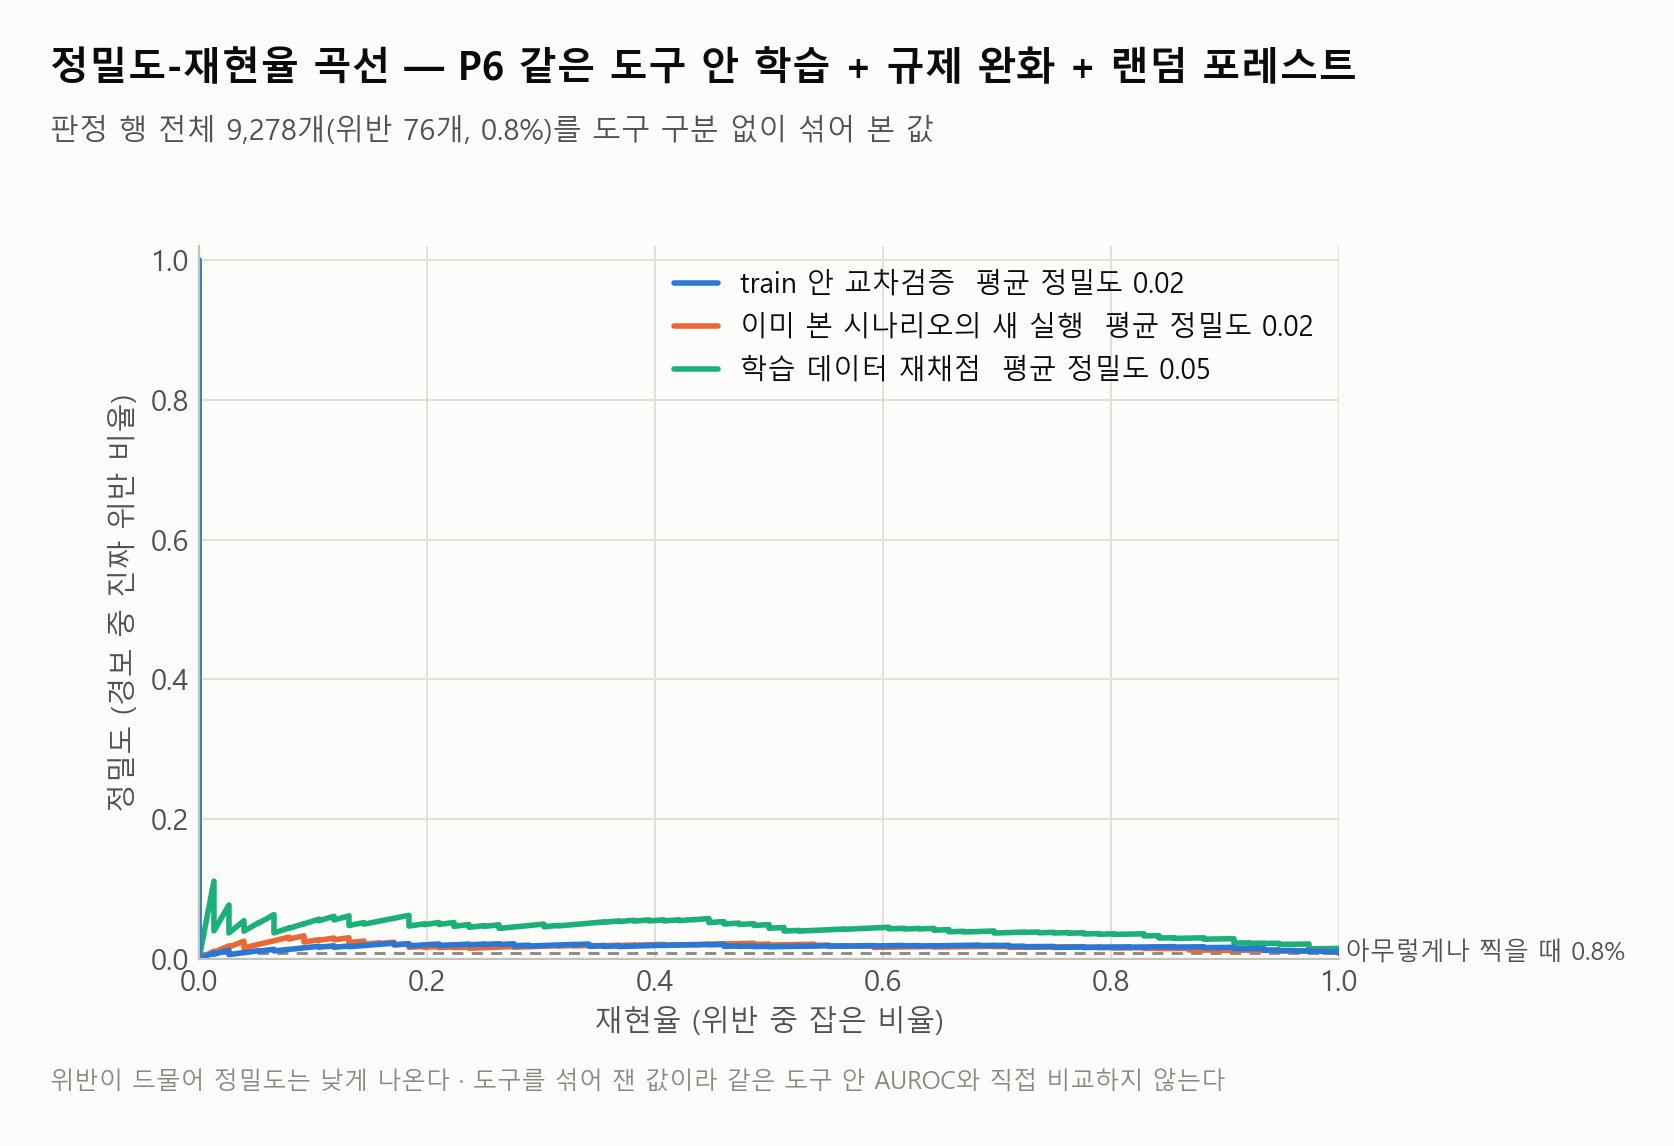 정밀도-재현율 곡선 — P6 같은 도구 안 학습 + 규제 완화 + 랜덤 포레스트
판정 행 전체 9,278개(위반 76개, 0.8%)를 도구 구분 없이 섞어 본 값
train 안 교차검증 평균 정밀도 0.02
이미 본 시나리오의 새 실행 평균 정밀도 0.02
학습 데이터 재채점 평균 정밀도 0.05
정밀도 (경보 중 진짜 위반 비율)
1.0
0.8
0.6
0.4
0.2
0.0
아무렇게나 찍을 때 0.8%
0.0 0.2 0.4 0.6 0.8 1.0
재현율 (위반 중 잡은 비율)
위반이 드물어 정밀도는 낮게 나온다 · 도구를 섞어 잰 값이라 같은 도구 안 AUROC와 직접 비교하지 않는다